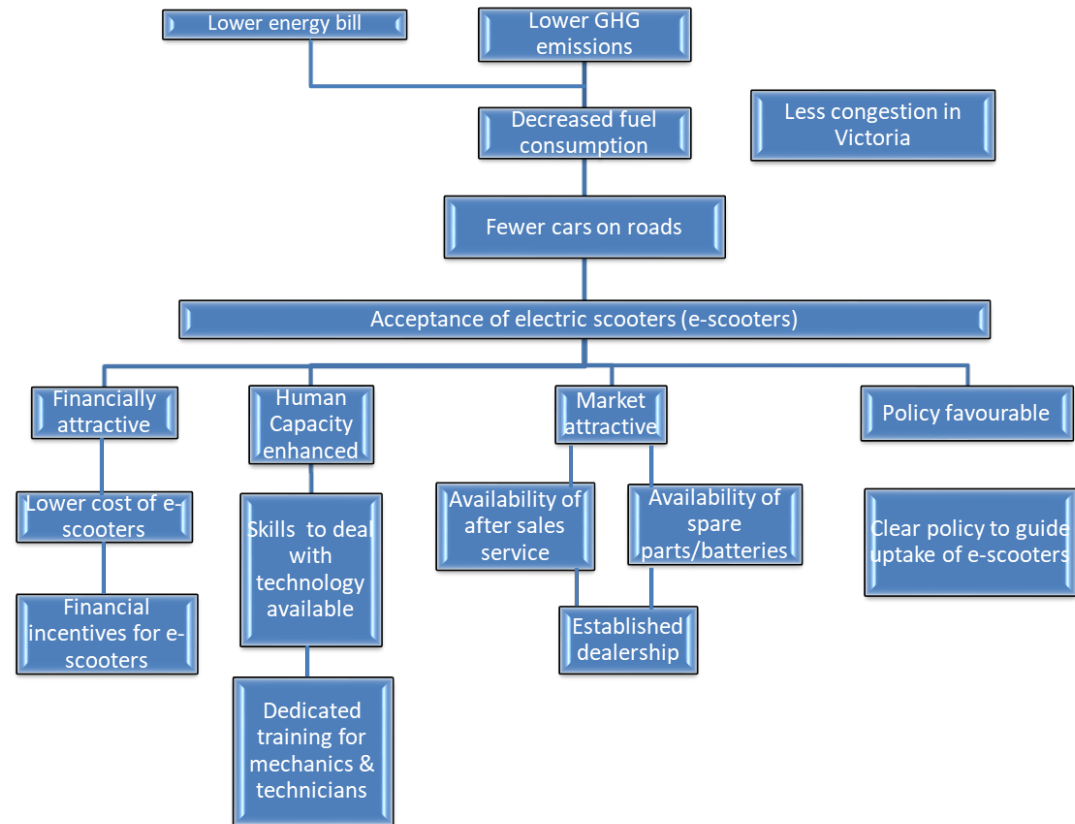 Lower energy bill
Lower GHG
emissions
Decreased fuel
consumption
Less congestion in
Victoria
Fewer cars on roads
Acceptance of electric scooters (e-scooters)
Financially
attractive
Human
Capacity
enhanced
Market
attractive
Policy favourable
Lower cost of e-
scooters
Skills to deal
with
technology
available
Availability of
after sales
service
Availability of
spare
parts/batteries
Clear policy to guide
uptake of e-scooters
Financial
incentives for e-
scooters
Established
dealership
Dedicated
training for
mechanics &
technicians